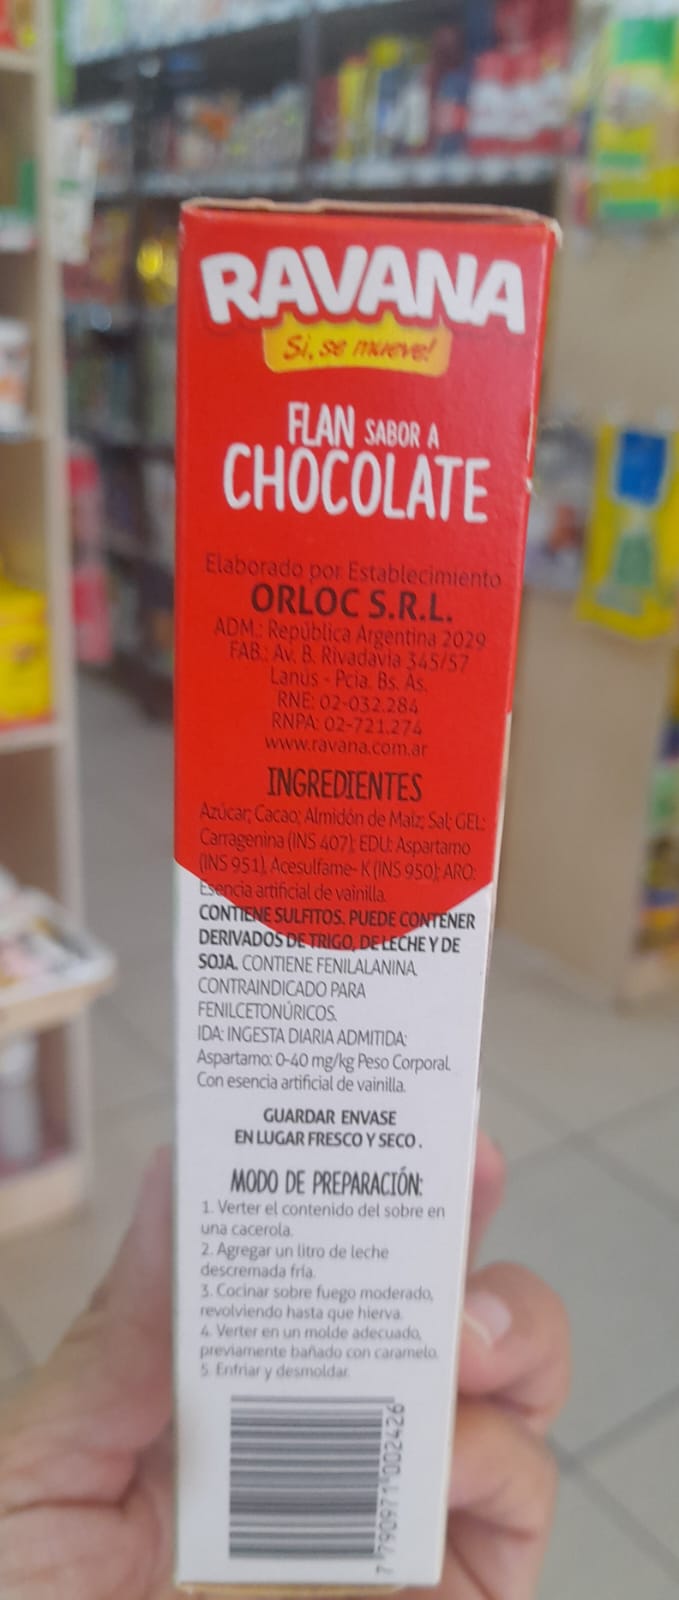 RAVANA
Si, se mueve!
FLAN SABOR A
CHOCOLATE
Elaborado por Establecimiento
ORLOC S.R.L.
ADM.: República Argentina 2029
FAB.: Av. B. Rivadavia 345/57
Lanús - Pcia. Bs. As.
RNE: 02-032.284
RNPA: 02-721.274
www.ravana.com.ar
INGREDIENTES
Azúcar; Cacao; Almidón de Maíz; Sal; GEL:
Carragenina (INS 407); EDU: Aspartamo
(INS 951), Acesulfame- K (INS 950); ARO:
Esencia artificial de vainilla.
CONTIENE SULFITOS. PUEDE CONTENER
DERIVADOS DE TRIGO, DE LECHE Y DE
SOJA. CONTIENE FENILALANINA.
CONTRAINDICADO PARA
FENILCETONÚRICOS.
IDA: INGESTA DIARIA ADMITIDA:
Aspartamo: 0-40 mg/kg Peso Corporal.
Con esencia artificial de vainilla.
GUARDAR ENVASE
EN LUGAR FRESCO Y SECO.
MODO DE PREPARACIÓN:
1. Verter el contenido del sobre en
una cacerola.
2. Agregar un litro de leche
descremada fría.
3. Cocinar sobre fuego moderado,
revolviendo hasta que hierva.
4. Verter en un molde adecuado,
previamente bañado con caramelo.
5. Enfriar y desmoldar.
7 790971 002426